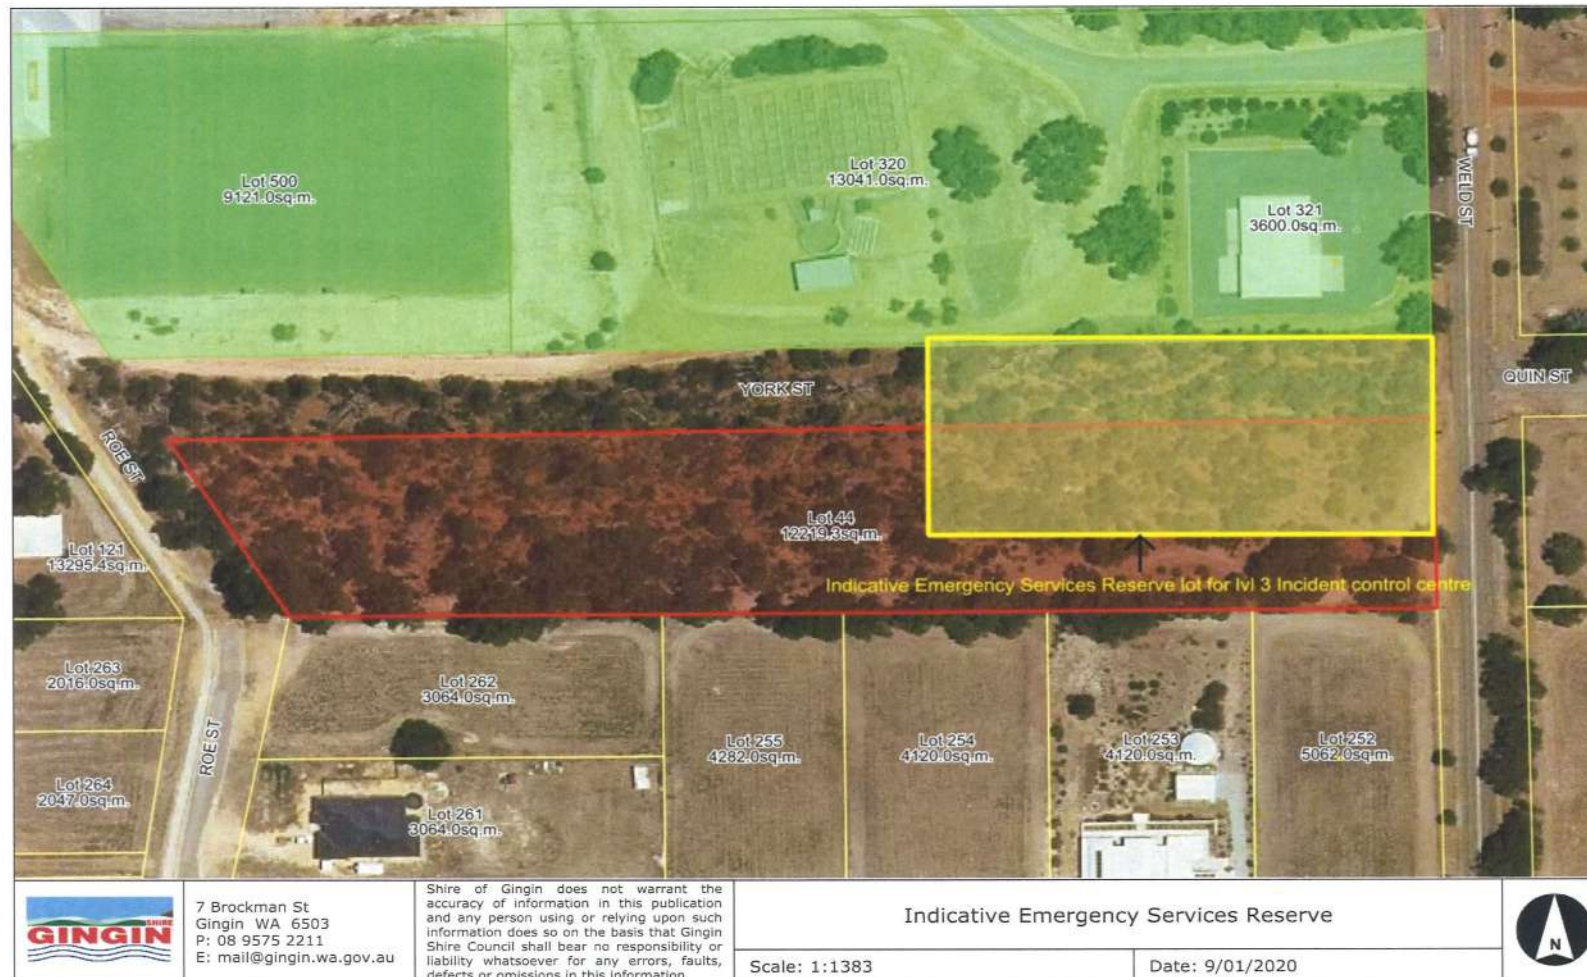 Lot 500
9121.0sq.m.
Lot 320
13041.0sq.m.
Lot 321
3600.0sq.m.
WELD ST
YORK ST
QUIN ST
ROE ST
Lot 44
12219.3sq.m.
Lot 121
13295.4sq.m.
Indicative Emergency Services Reserve lot for lvl 3 Incident control centre
Lot 263
2016.0sq.m.
Lot 262
3064.0sq.m.
ROE ST
Lot 255
4282.0sq.m.
Lot 254
4120.0sq.m.
Lot 253
4120.0sq.m.
Lot 252
5062.0sq.m.
Lot 264
2047.0sq.m.
Lot 261
3064.0sq.m.
SHIRE
GINGIN
7 Brockman St
Gingin WA 6503
P: 08 9575 2211
E: mail@gingin.wa.gov.au
Shire of Gingin does not warrant the
accuracy of information in this publication
and any person using or relying upon such
information does so on the basis that Gingin
Shire Council shall bear no responsibility or
liability whatsoever for any errors, faults,
defects or omissions in this information
Indicative Emergency Services Reserve
Scale: 1:1383
Date: 9/01/2020
N